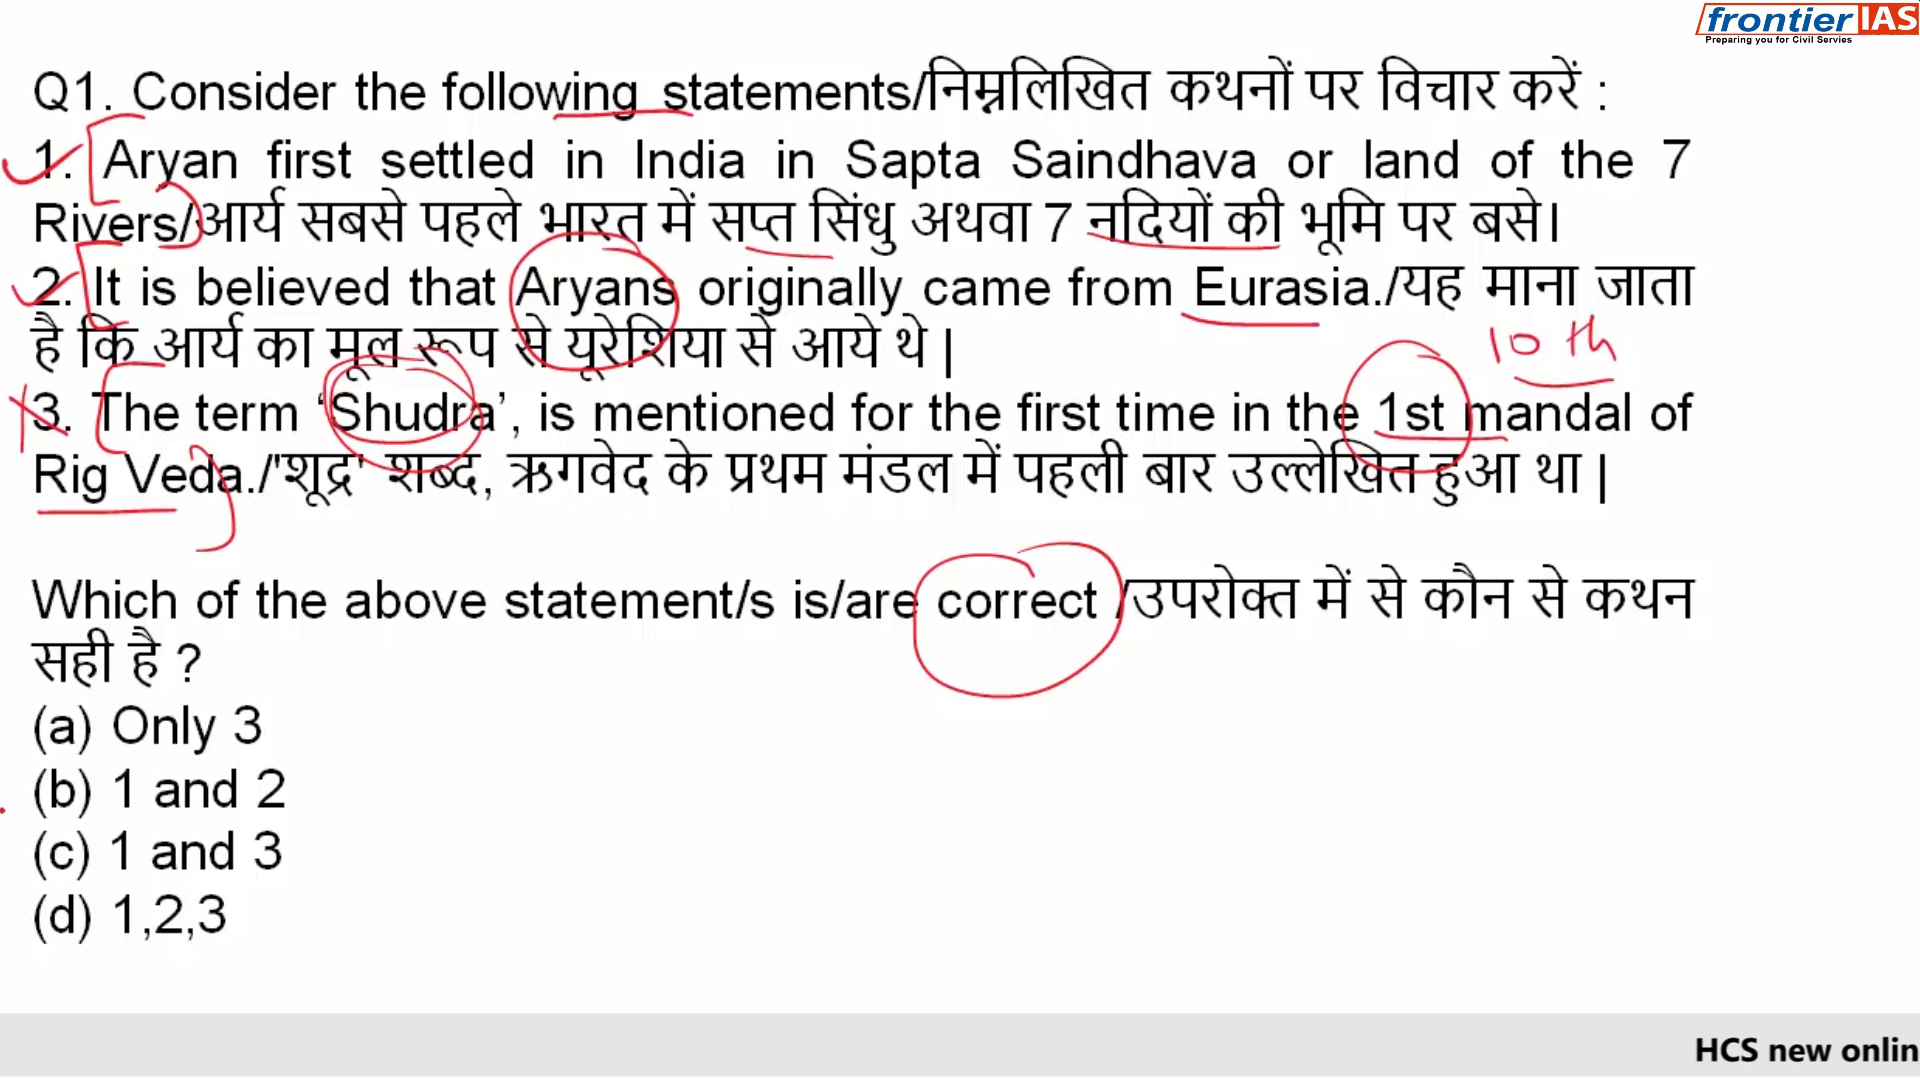 frontier IAS
Preparing you for Civil Servies
Q1. Consider the following statements/निम्नलिखित कथनों पर विचार करें :
1. Aryan first settled in India in Sapta Saindhava or land of the 7
Rivers/आर्य सबसे पहले भारत में सप्त सिंधु अथवा 7 नदियों की भूमि पर बसे।
2. It is believed that Aryans originally came from Eurasia./यह माना जाता
है कि आर्य का मूल रूप से यूरेशिया से आये थे |
10 th
3. The term ‘Shudra’, is mentioned for the first time in the 1st mandal of
Rig Veda./'शूद्र' शब्द, ऋगवेद के प्रथम मंडल में पहली बार उल्लेखित हुआ था |
Which of the above statement/s is/are correct /उपरोक्त में से कौन से कथन
सही है ?
(a) Only 3
(b) 1 and 2
(c) 1 and 3
(d) 1,2,3
HCS new onlin